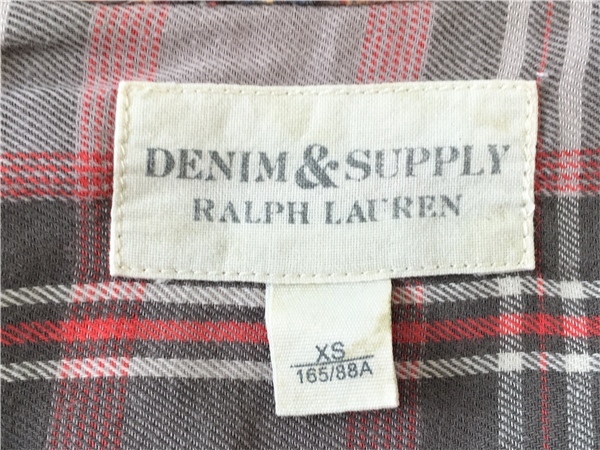 DENIM & SUPPLY
RALPH LAUREN
XS
165/88A